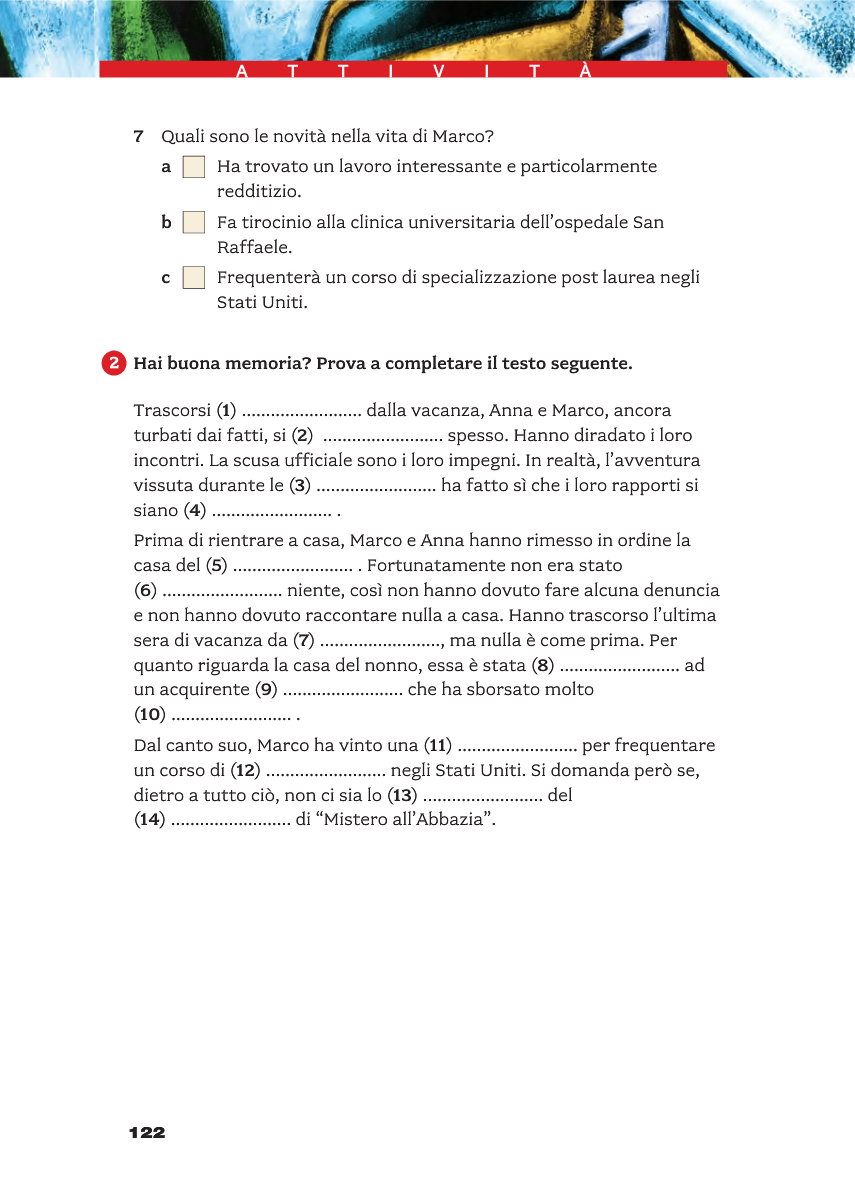 ATTIVITÀ
7 Quali sono le novità nella vita di Marco?
a Ha trovato un lavoro interessante e particolarmente
redditizio.
b Fa tirocinio alla clinica universitaria dell'ospedale San
Raffaele.
c Frequenterà un corso di specializzazione post laurea negli
Stati Uniti.
2 Hai buona memoria? Prova a completare il testo seguente.
Trascorsi (1) ......................... dalla vacanza, Anna e Marco, ancora
turbati dai fatti, si (2) ......................... spesso. Hanno diradato i loro
incontri. La scusa ufficiale sono i loro impegni. In realtà, l'avventura
vissuta durante le (3) ......................... ha fatto sì che i loro rapporti si
siano (4) ......................... .
Prima di rientrare a casa, Marco e Anna hanno rimesso in ordine la
casa del (5) ......................... . Fortunatamente non era stato
(6) ......................... niente, così non hanno dovuto fare alcuna denuncia
e non hanno dovuto raccontare nulla a casa. Hanno trascorso l'ultima
sera di vacanza da (7) ........................., ma nulla è come prima. Per
quanto riguarda la casa del nonno, essa è stata (8) ......................... ad
un acquirente (9) ......................... che ha sborsato molto
(10) ......................... .
Dal canto suo, Marco ha vinto una (11) ......................... per frequentare
un corso di (12) ......................... negli Stati Uniti. Si domanda però se,
dietro a tutto ciò, non ci sia lo (13) ......................... del
(14) ......................... di “Mistero all'Abbazia”.
122